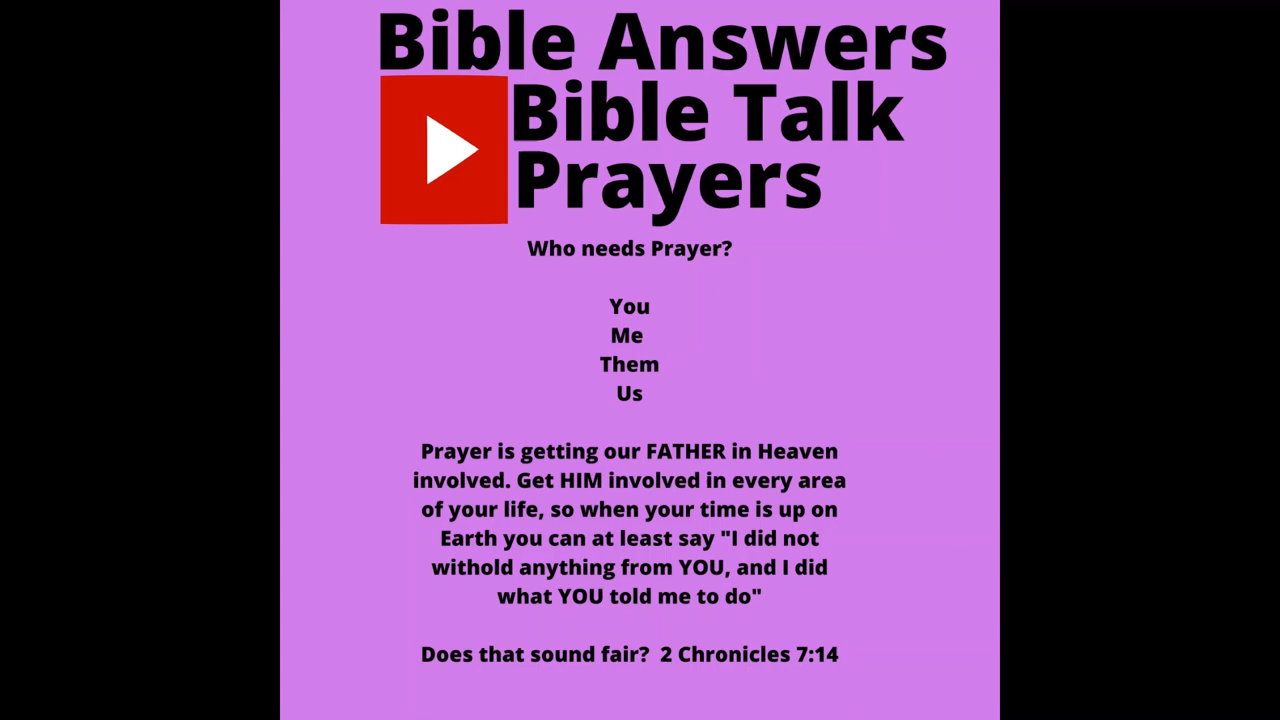 Bible Answers
Bible Talk
Prayers
Who needs Prayer?
You
Me
Them
Us
Prayer is getting our FATHER in Heaven
involved. Get HIM involved in every area
of your life, so when your time is up on
Earth you can at least say "I did not
withold anything from YOU, and I did
what YOU told me to do"
Does that sound fair?  2 Chronicles 7:14